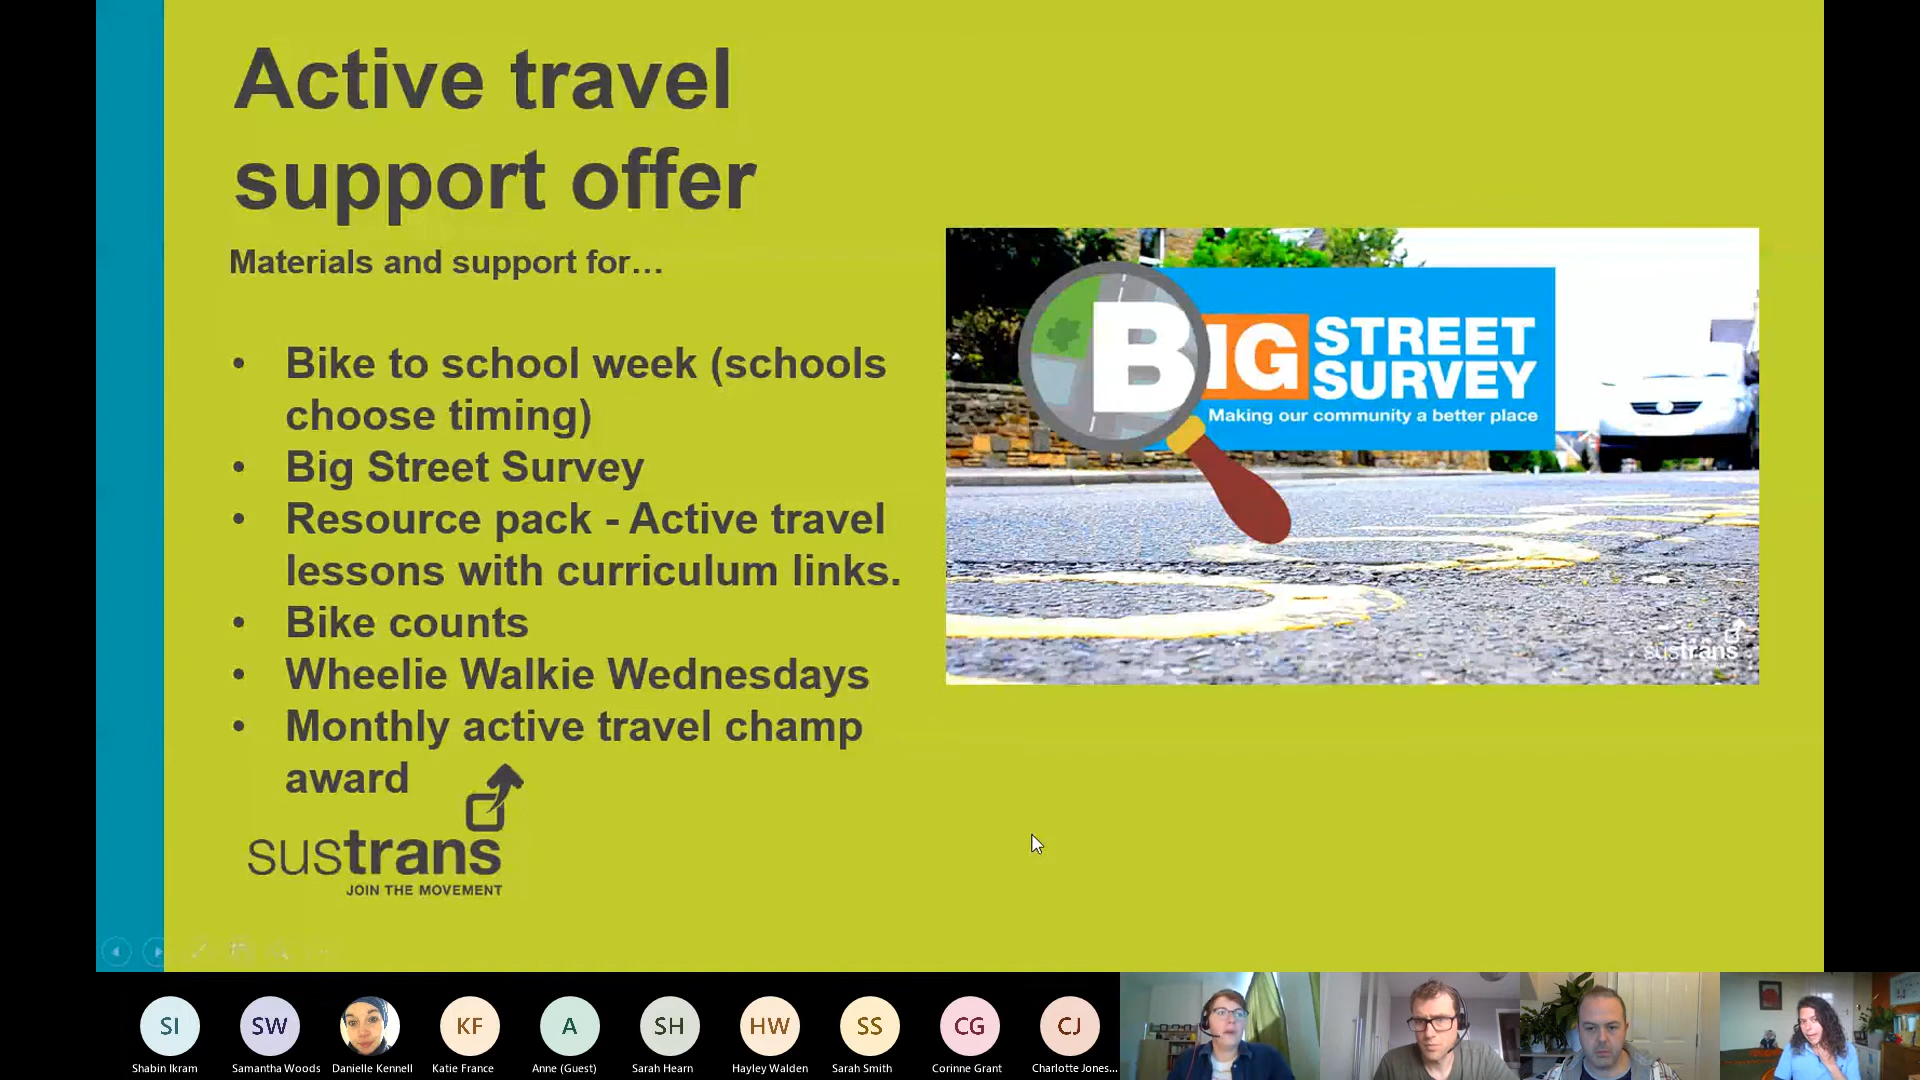 Active travel
support offer
Materials and support for...
• Bike to school week (schools
choose timing)
• Big Street Survey
• Resource pack - Active travel
lessons with curriculum links.
• Bike counts
• Wheelie Walkie Wednesdays
• Monthly active travel champ
award
sustrans
JOIN THE MOVEMENT
BIG STREET
SURVEY
Making our community a better place
sustrans
SI
SW
KF
A
SH
HW
SS
CG
CJ
Shabin Ikram
Samantha Woods
Danielle Kennell
Katie France
Anne (Guest)
Sarah Hearn
Hayley Walden
Sarah Smith
Corinne Grant
Charlotte Jones...